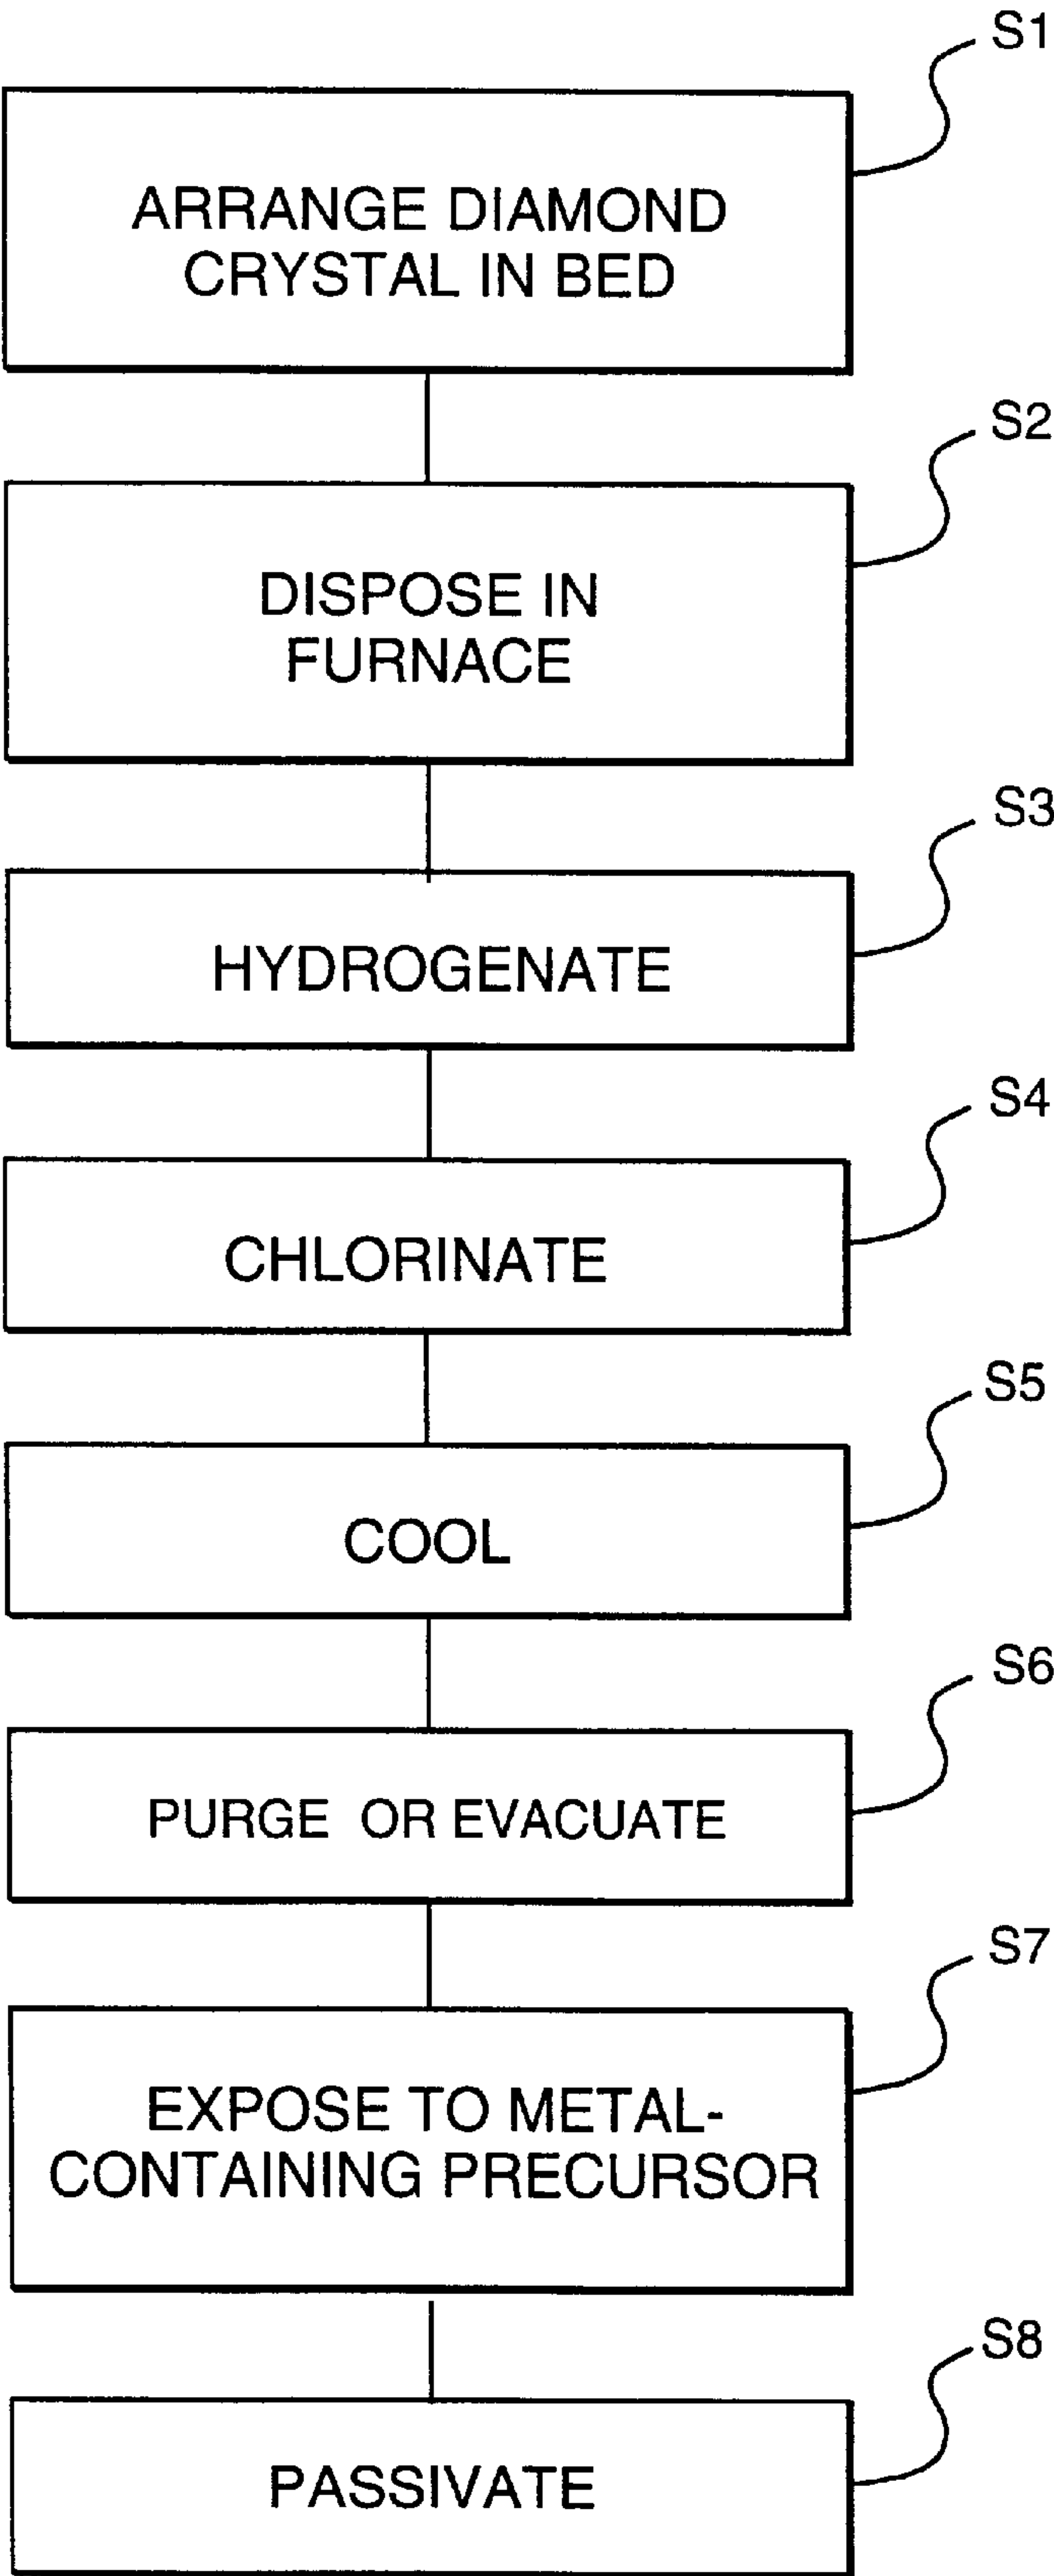 S1
ARRANGE DIAMOND
CRYSTAL IN BED
S2
DISPOSE IN
FURNACE
S3
HYDROGENATE
S4
CHLORINATE
S5
COOL
S6
PURGE OR EVACUATE
S7
EXPOSE TO METAL-
CONTAINING PRECURSOR
S8
PASSIVATE